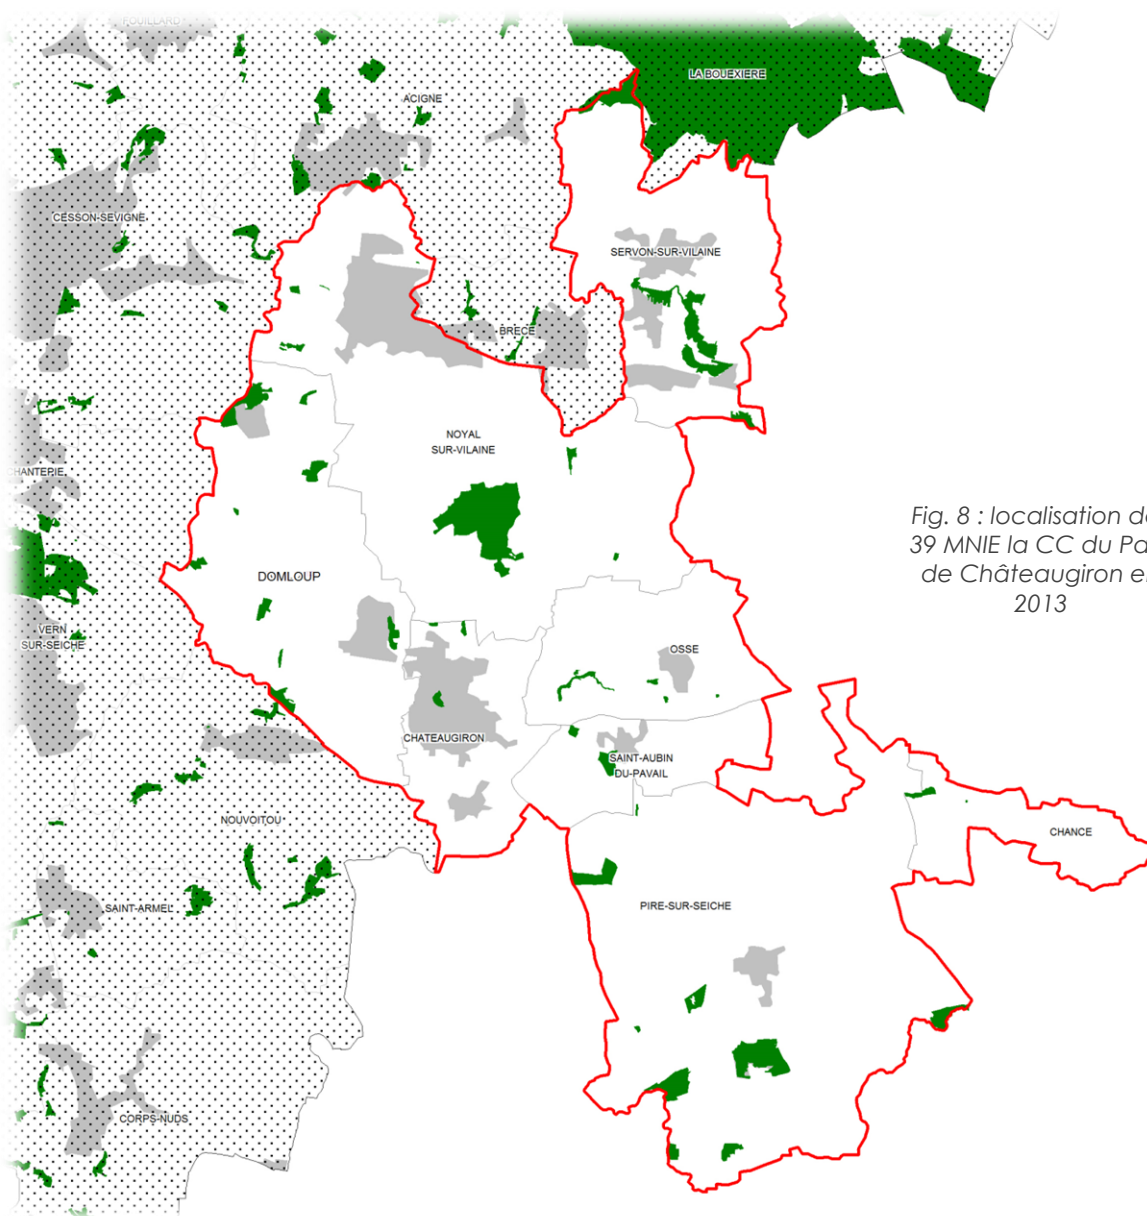 LA BOUEXIERE
ACIGNE
CESSON-SEVIGNE
SERVON-SUR-VILAINE
BRECE
NOYAL
SUR-VILAINE
HANTEPIE
Fig. 8 : localisation de
39 MNIE la CC du Pa
de Châteaugiron e
2013
DOMLOUP
VERN
SUR-SEICHE
OSSE
CHATEAUGIRON
SAINT-AUBIN
DU-PAVAIL
NOUVOITOU
CHANCE
SAINT-ARMEL
PIRE-SUR-SEICHE
CORPS-NUDS